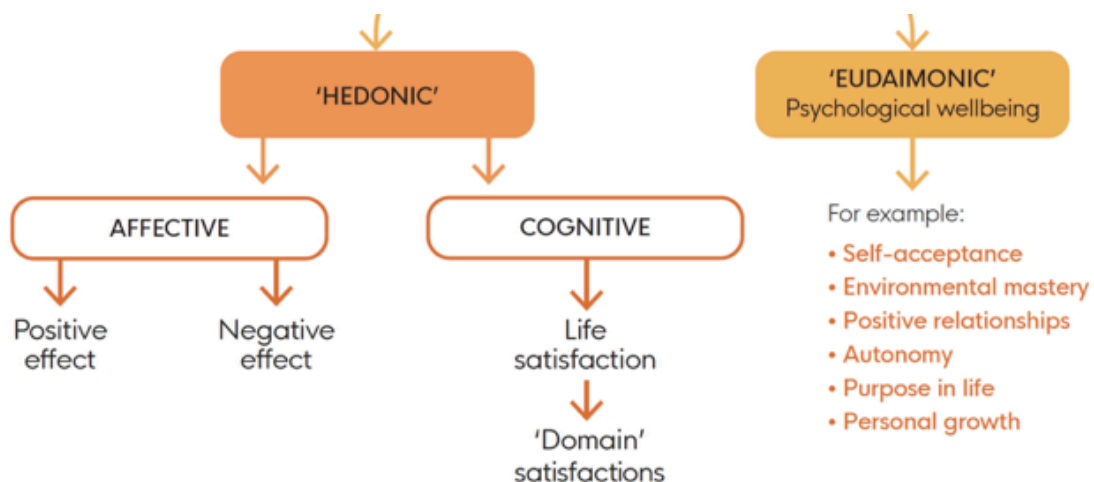 ‘HEDONIC’
‘EUDAIMONIC’
Psychological wellbeing
AFFECTIVE
COGNITIVE
Positive
effect
Negative
effect
Life
satisfaction
‘Domain’
satisfactions
For example:
• Self-acceptance
• Environmental mastery
• Positive relationships
• Autonomy
• Purpose in life
• Personal growth